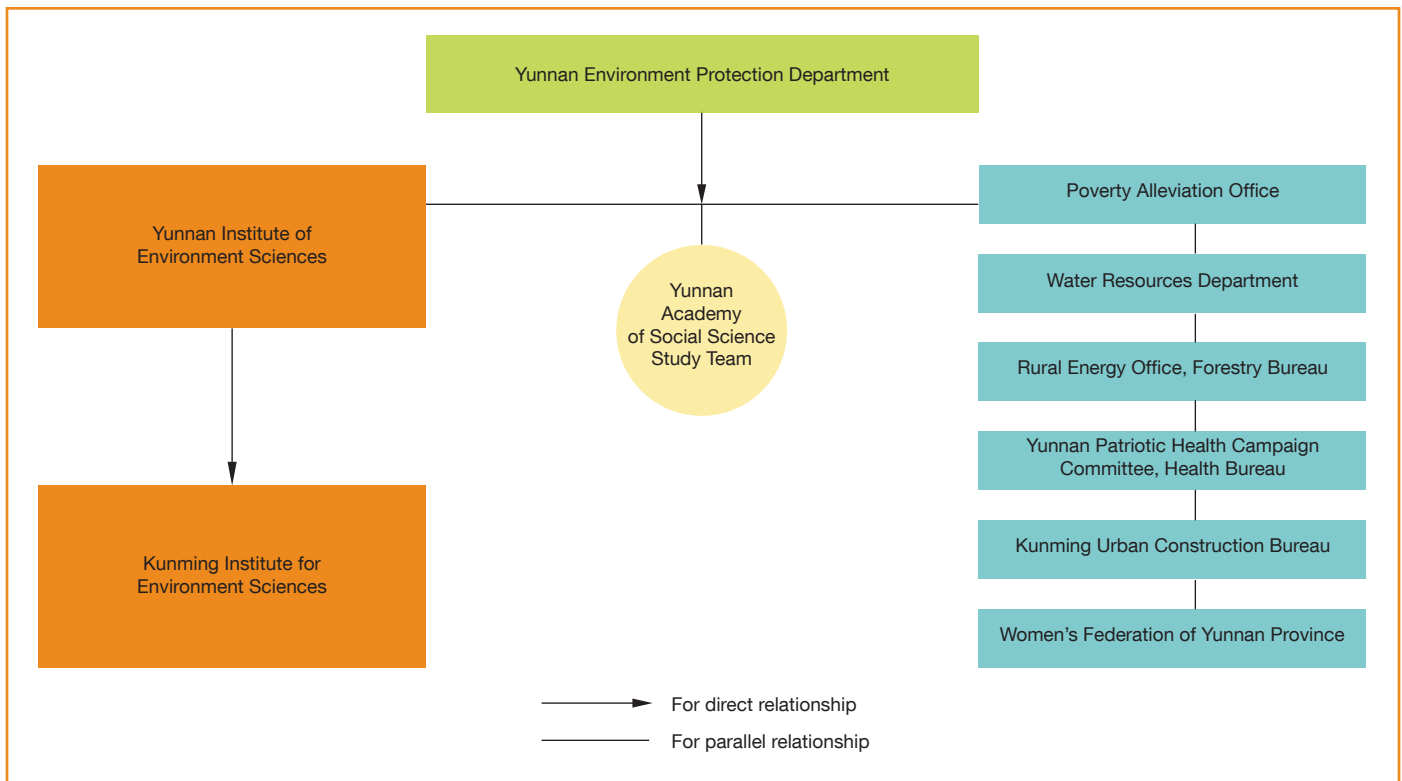 Yunnan Environment Protection Department
Yunnan Institute of
Environment Sciences
Kunming Institute for
Environment Sciences
Yunnan
Academy
of Social Science
Study Team
Poverty Alleviation Office
Water Resources Department
Rural Energy Office, Forestry Bureau
Yunnan Patriotic Health Campaign
Committee, Health Bureau
Kunming Urban Construction Bureau
Women’s Federation of Yunnan Province
For direct relationship
For parallel relationship